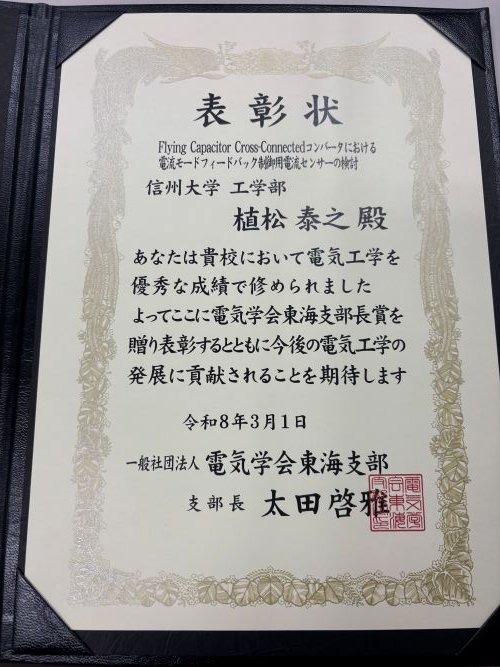 表彰状
Flying Capacitor Cross-Connectedコンバータにおける
電流モードフィードバック制御用電流センサーの検討
信州大学 工学部
植松 泰之 殿
あなたは貴校において電気工学を
優秀な成績で修められました
よってここに電気学会東海支部長賞を
贈り表彰するとともに今後の電気工学の
発展に貢献されることを期待します
令和8年3月1日
一般社団法人 電気学会東海支部
支部長 太田啓雅